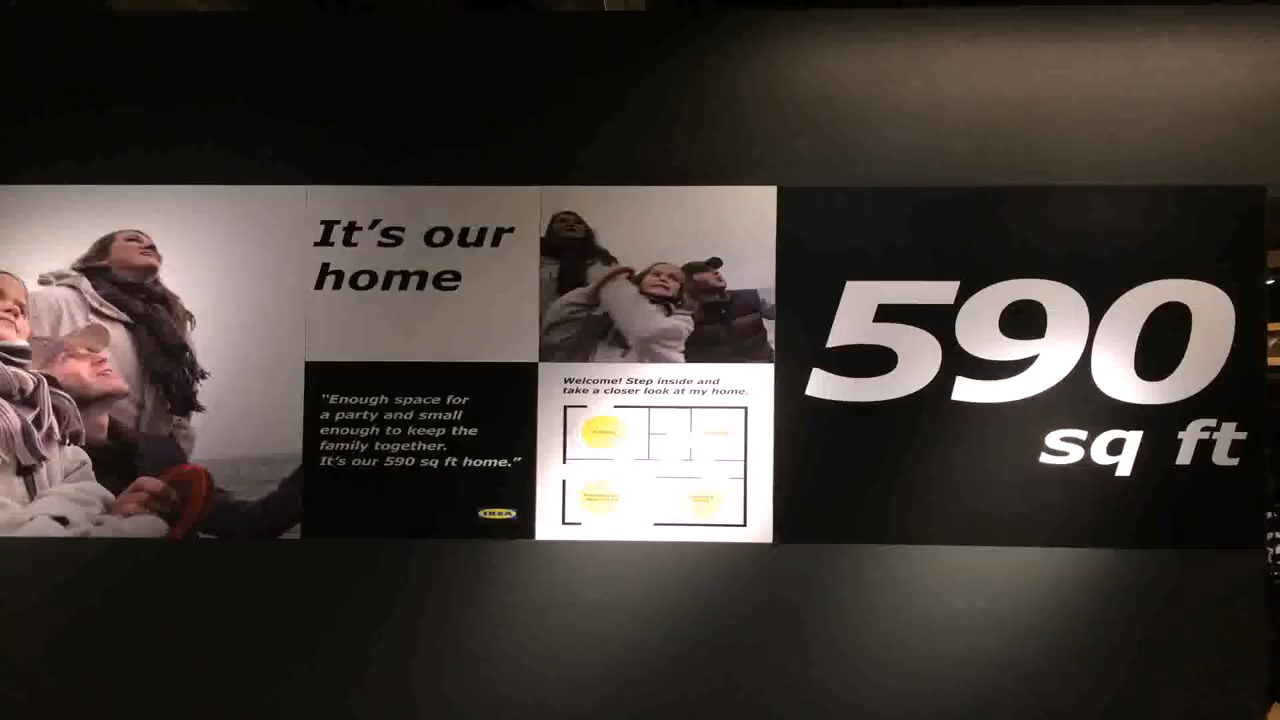 It's our
home
"Enough space for
a party and small
enough to keep the
family together.
It's our 590 sq ft home."
IKEA
Welcome! Step inside and
take a closer look at my home.
590
sq ft